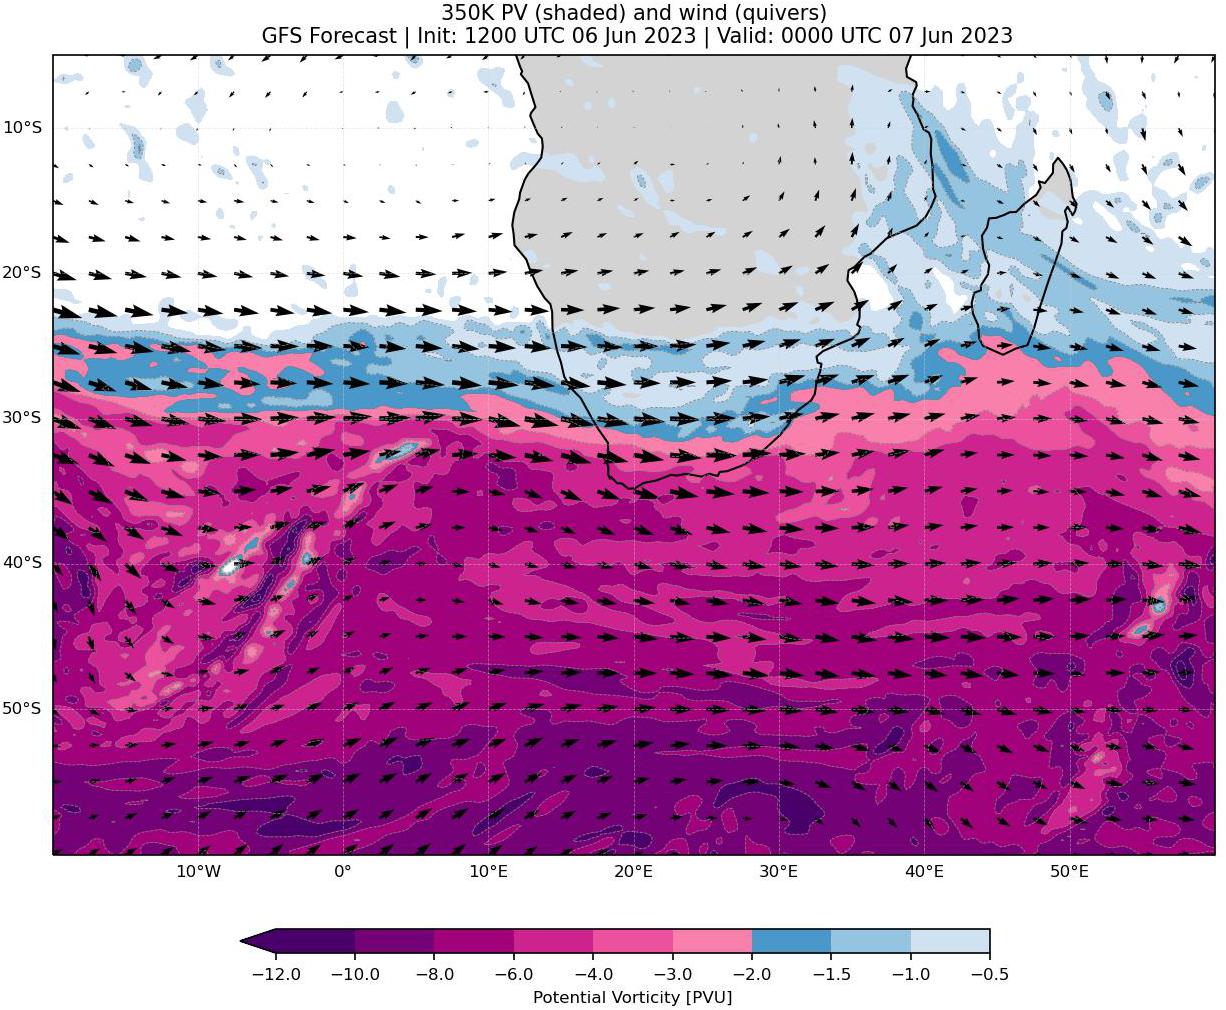 350K PV (shaded) and wind (quivers)
GFS Forecast | Init: 1200 UTC 06 Jun 2023 | Valid: 0000 UTC 07 Jun 2023
10°S
20°S
30°S
40°S
50°S
10°W 0° 10°E 20°E 30°E 40°E 50°E
−12.0 −10.0 −8.0 −6.0 −4.0 −3.0 −2.0 −1.5 −1.0 −0.5
Potential Vorticity [PVU]